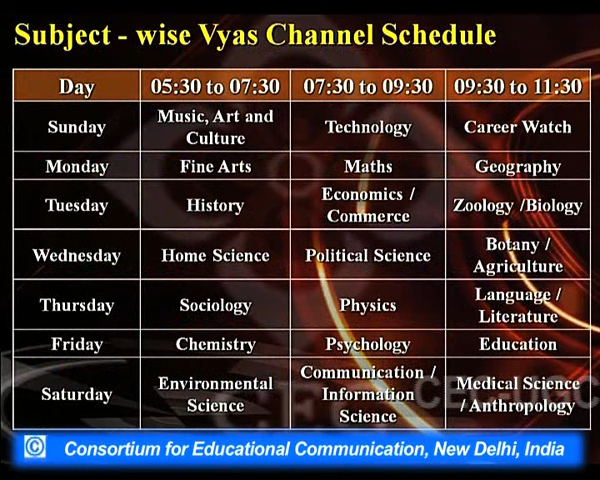 Subject - wise Vyas Channel Schedule
Day 05:30 to 07:30 07:30 to 09:30 09:30 to 11:30
Sunday Music, Art and Culture Technology Career Watch
Monday Fine Arts Maths Geography
Tuesday History Economics / Commerce Zoology /Biology
Wednesday Home Science Political Science Botany / Agriculture
Thursday Sociology Physics Language / Literature
Friday Chemistry Psychology Education
Saturday Environmental Science Communication / Information Science Medical Science / Anthropology
CEC-UGC
© Consortium for Educational Communication, New Delhi, India